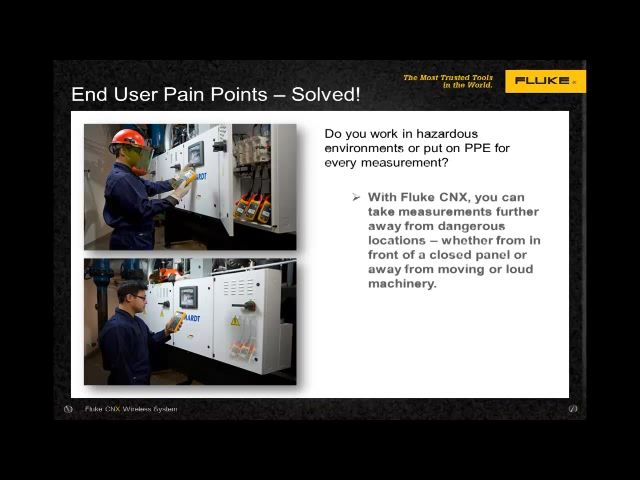 The Most Trusted Tools
in the World.
FLUKE
End User Pain Points – Solved!
Do you work in hazardous
environments or put on PPE for
every measurement?
➢ With Fluke CNX, you can
take measurements further
away from dangerous
locations – whether from in
front of a closed panel or
away from moving or loud
machinery.
ARDT
ARDT
Fluke CNX Wireless System